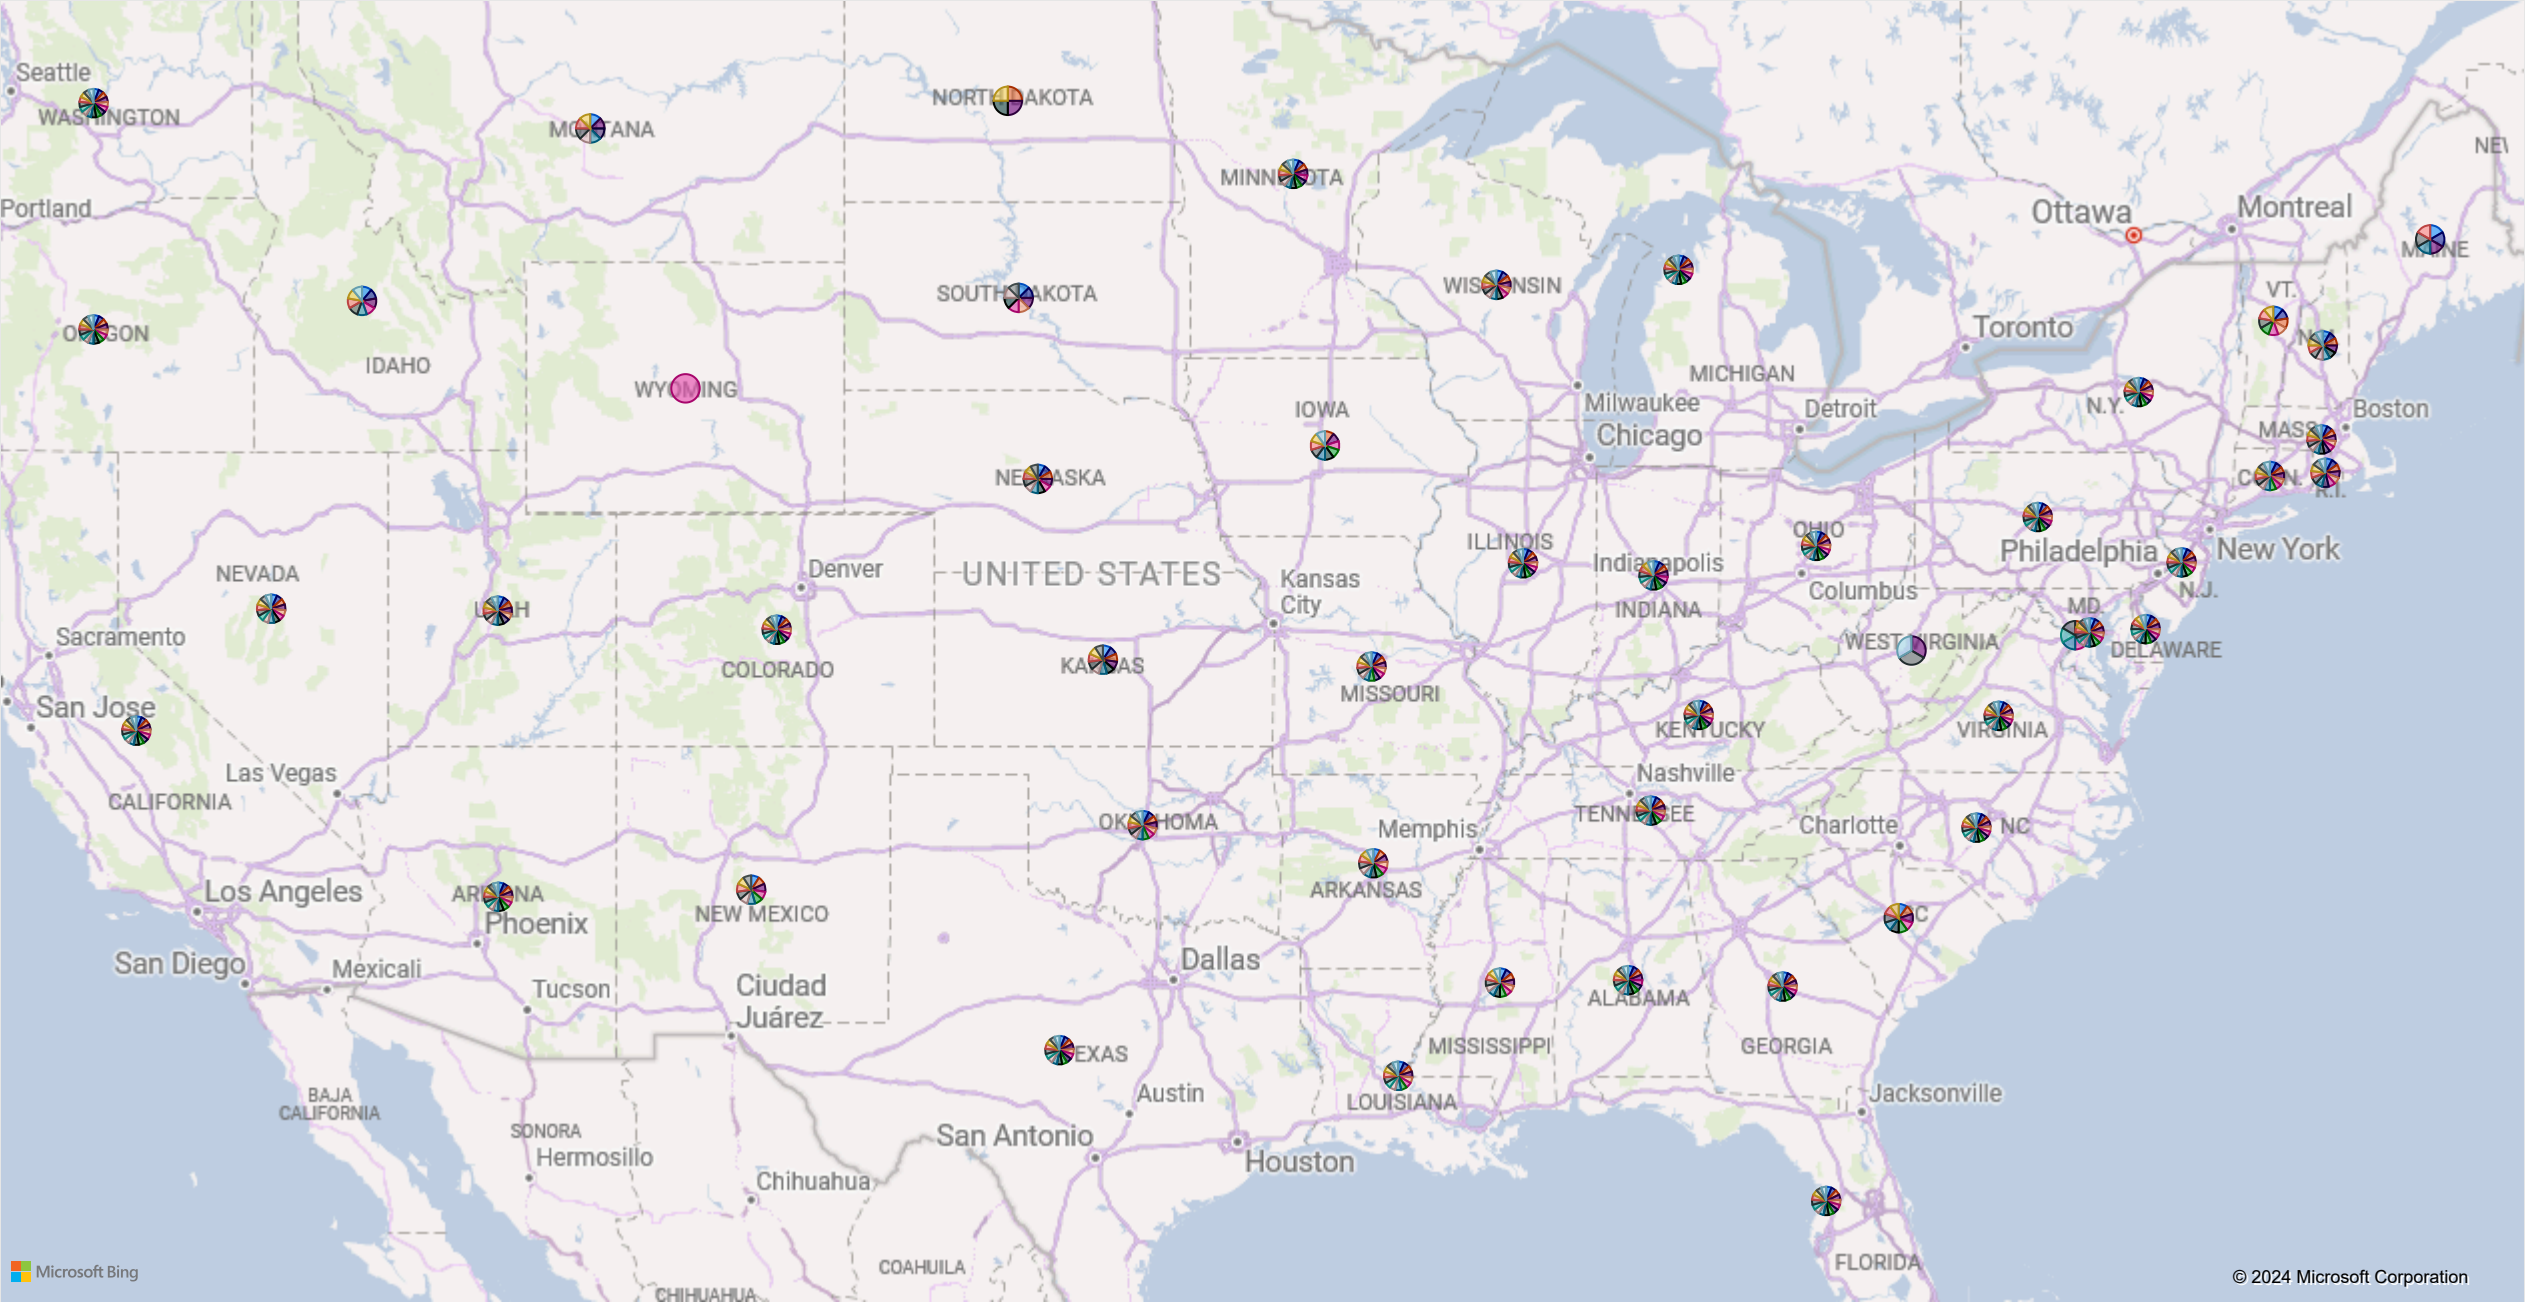 Seattle
WASHINGTON
MONTANA
NORTH DAKOTA
MINNESOTA
Ottawa
Montreal
Portland
MAINE
VT.
SOUTH DAKOTA
WISCONSIN
Toronto
OREGON
IDAHO
WYOMING
MICHIGAN
Milwaukee
Detroit
Chicago
IOWA
N.Y.
Boston
MASS.
CONN.
R.I.
NEBRASKA
ILLINOIS
OHIO
Philadelphia
New York
Indianapolis
Columbus
N.J.
INDIANA
MD.
NEVADA
UTAH
Denver
UNITED STATES
Kansas
City
Sacramento
COLORADO
KANSAS
MISSOURI
WEST VIRGINIA
DELAWARE
San Jose
KENTUCKY
VIRGINIA
Las Vegas
CALIFORNIA
Nashville
OKLAHOMA
TENNESSEE
Memphis
Charlotte
NC
Los Angeles
ARIZONA
Phoenix
NEW MEXICO
ARKANSAS
SC
San Diego
Mexicali
Tucson
Ciudad
Juárez
Dallas
ALABAMA
MISSISSIPPI
GEORGIA
TEXAS
Austin
LOUISIANA
Jacksonville
BAJA
CALIFORNIA
SONORA
Hermosillo
Chihuahua
San Antonio
Houston
COAHUILA
CHIHUAHUA
FLORIDA
Microsoft Bing
© 2024 Microsoft Corporation